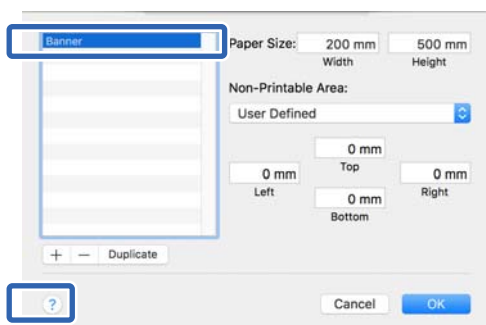 Banner
Paper Size: 200 mm 500 mm
Width Height
Non-Printable Area:
User Defined
0 mm
Top
0 mm 0 mm
Left Right
0 mm
Bottom
+ − Duplicate
? Cancel OK